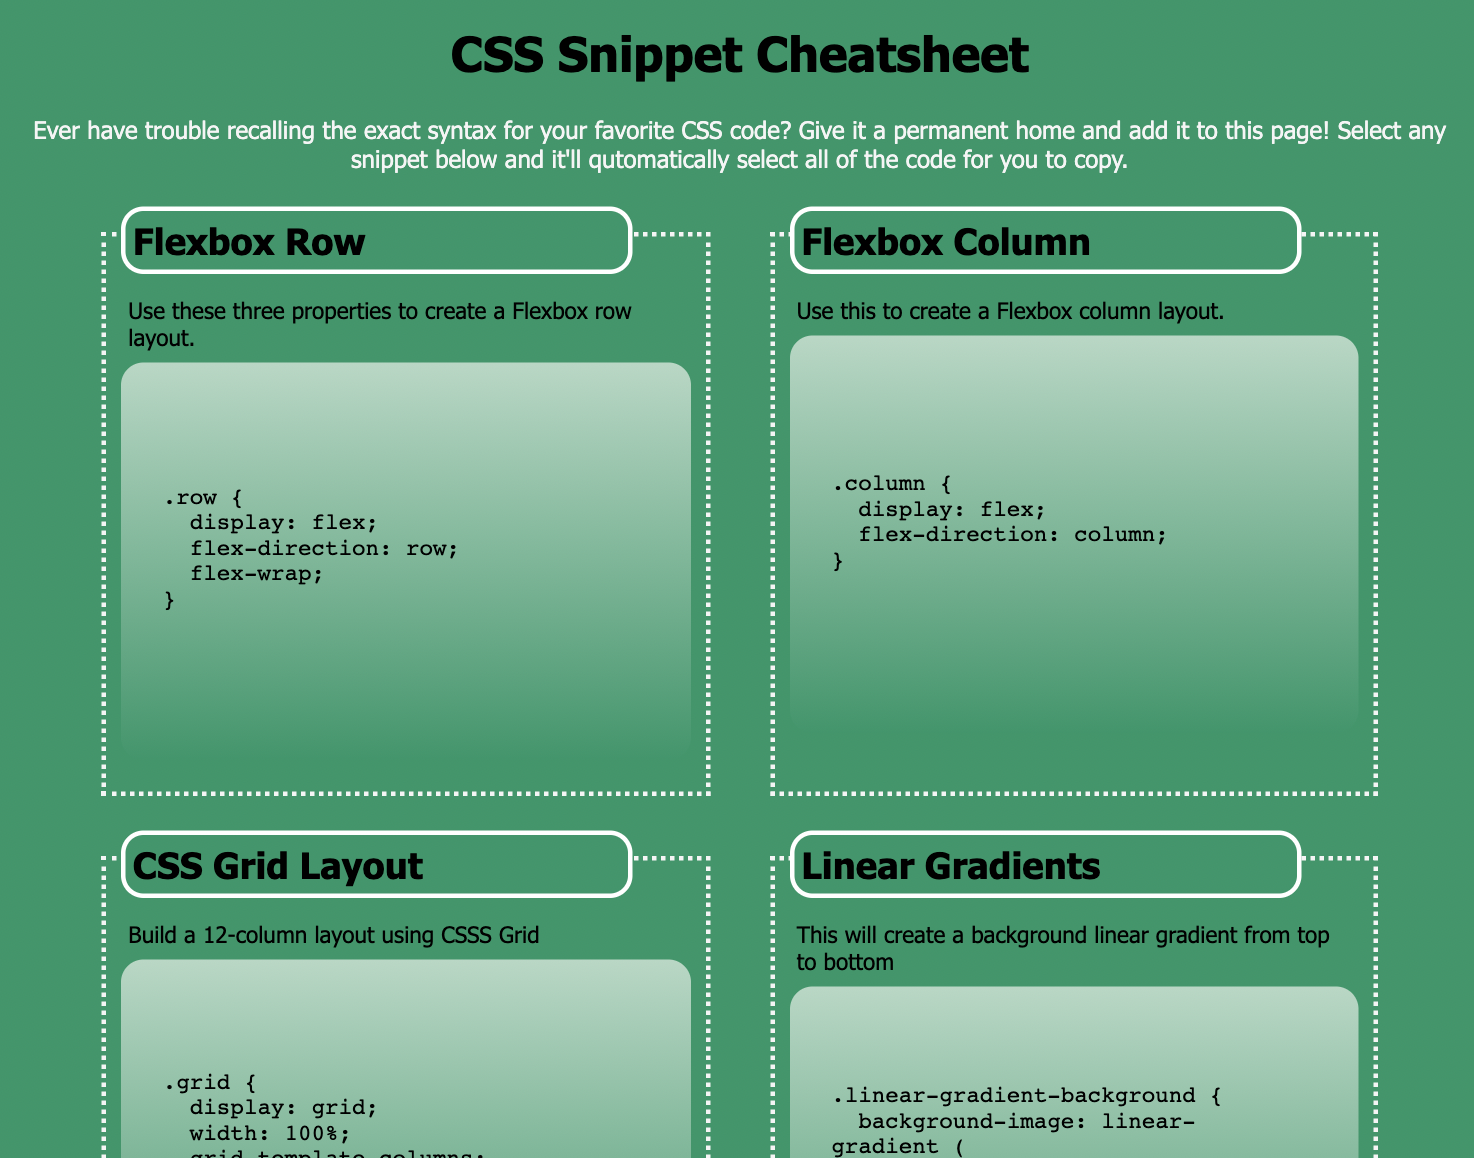 CSS Snippet Cheatsheet
Ever have trouble recalling the exact syntax for your favorite CSS code? Give it a permanent home and add it to this page! Select any
snippet below and it'll qutomatically select all of the code for you to copy.
Flexbox Row
Use these three properties to create a Flexbox row
layout.
.row {
  display: flex;
  flex-direction: row;
  flex-wrap;
}
Flexbox Column
Use this to create a Flexbox column layout.
.column {
  display: flex;
  flex-direction: column;
}
CSS Grid Layout
Build a 12-column layout using CSSS Grid
.grid {
  display: grid;
  width: 100%;
  grid-template-columns:
Linear Gradients
This will create a background linear gradient from top
to bottom
.linear-gradient-background {
  background-image: linear-
gradient (